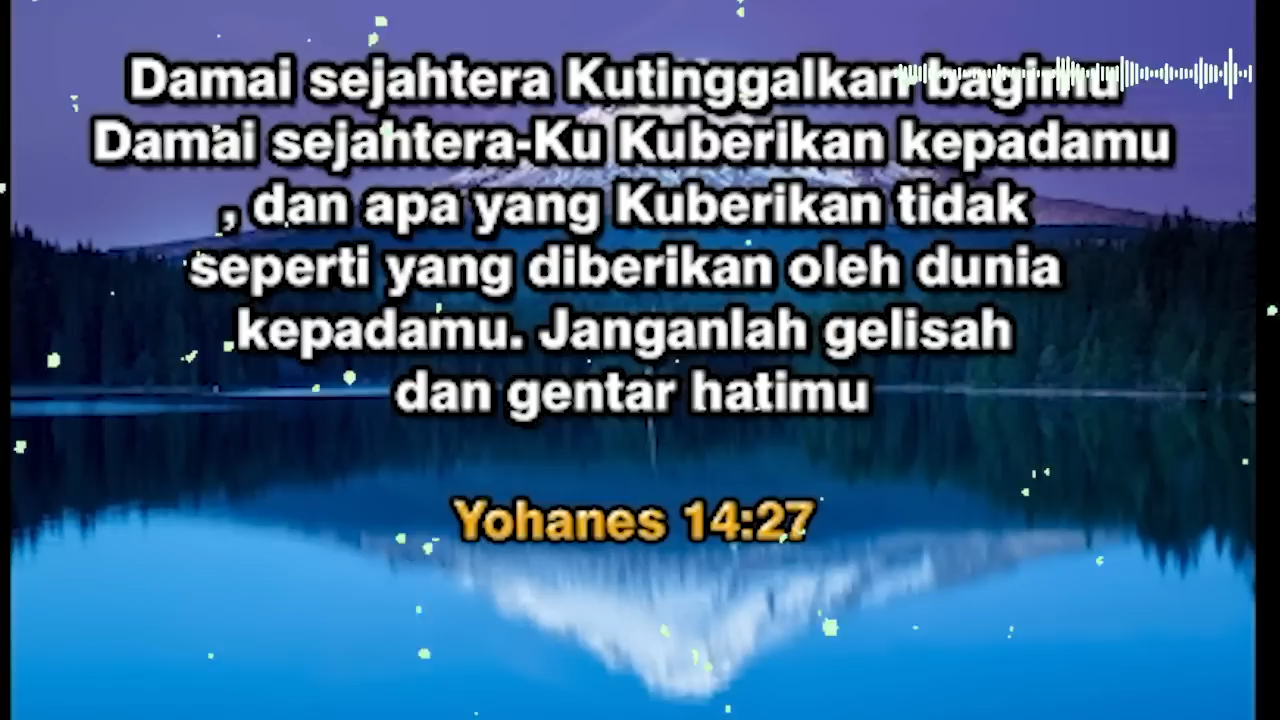 Damai sejahtera Kutinggalkan bagimu
Damai sejahtera-Ku Kuberikan kepadamu
, dan apa yang Kuberikan tidak
seperti yang diberikan oleh dunia
kepadamu. Janganlah gelisah
dan gentar hatimu
Yohanes 14:27